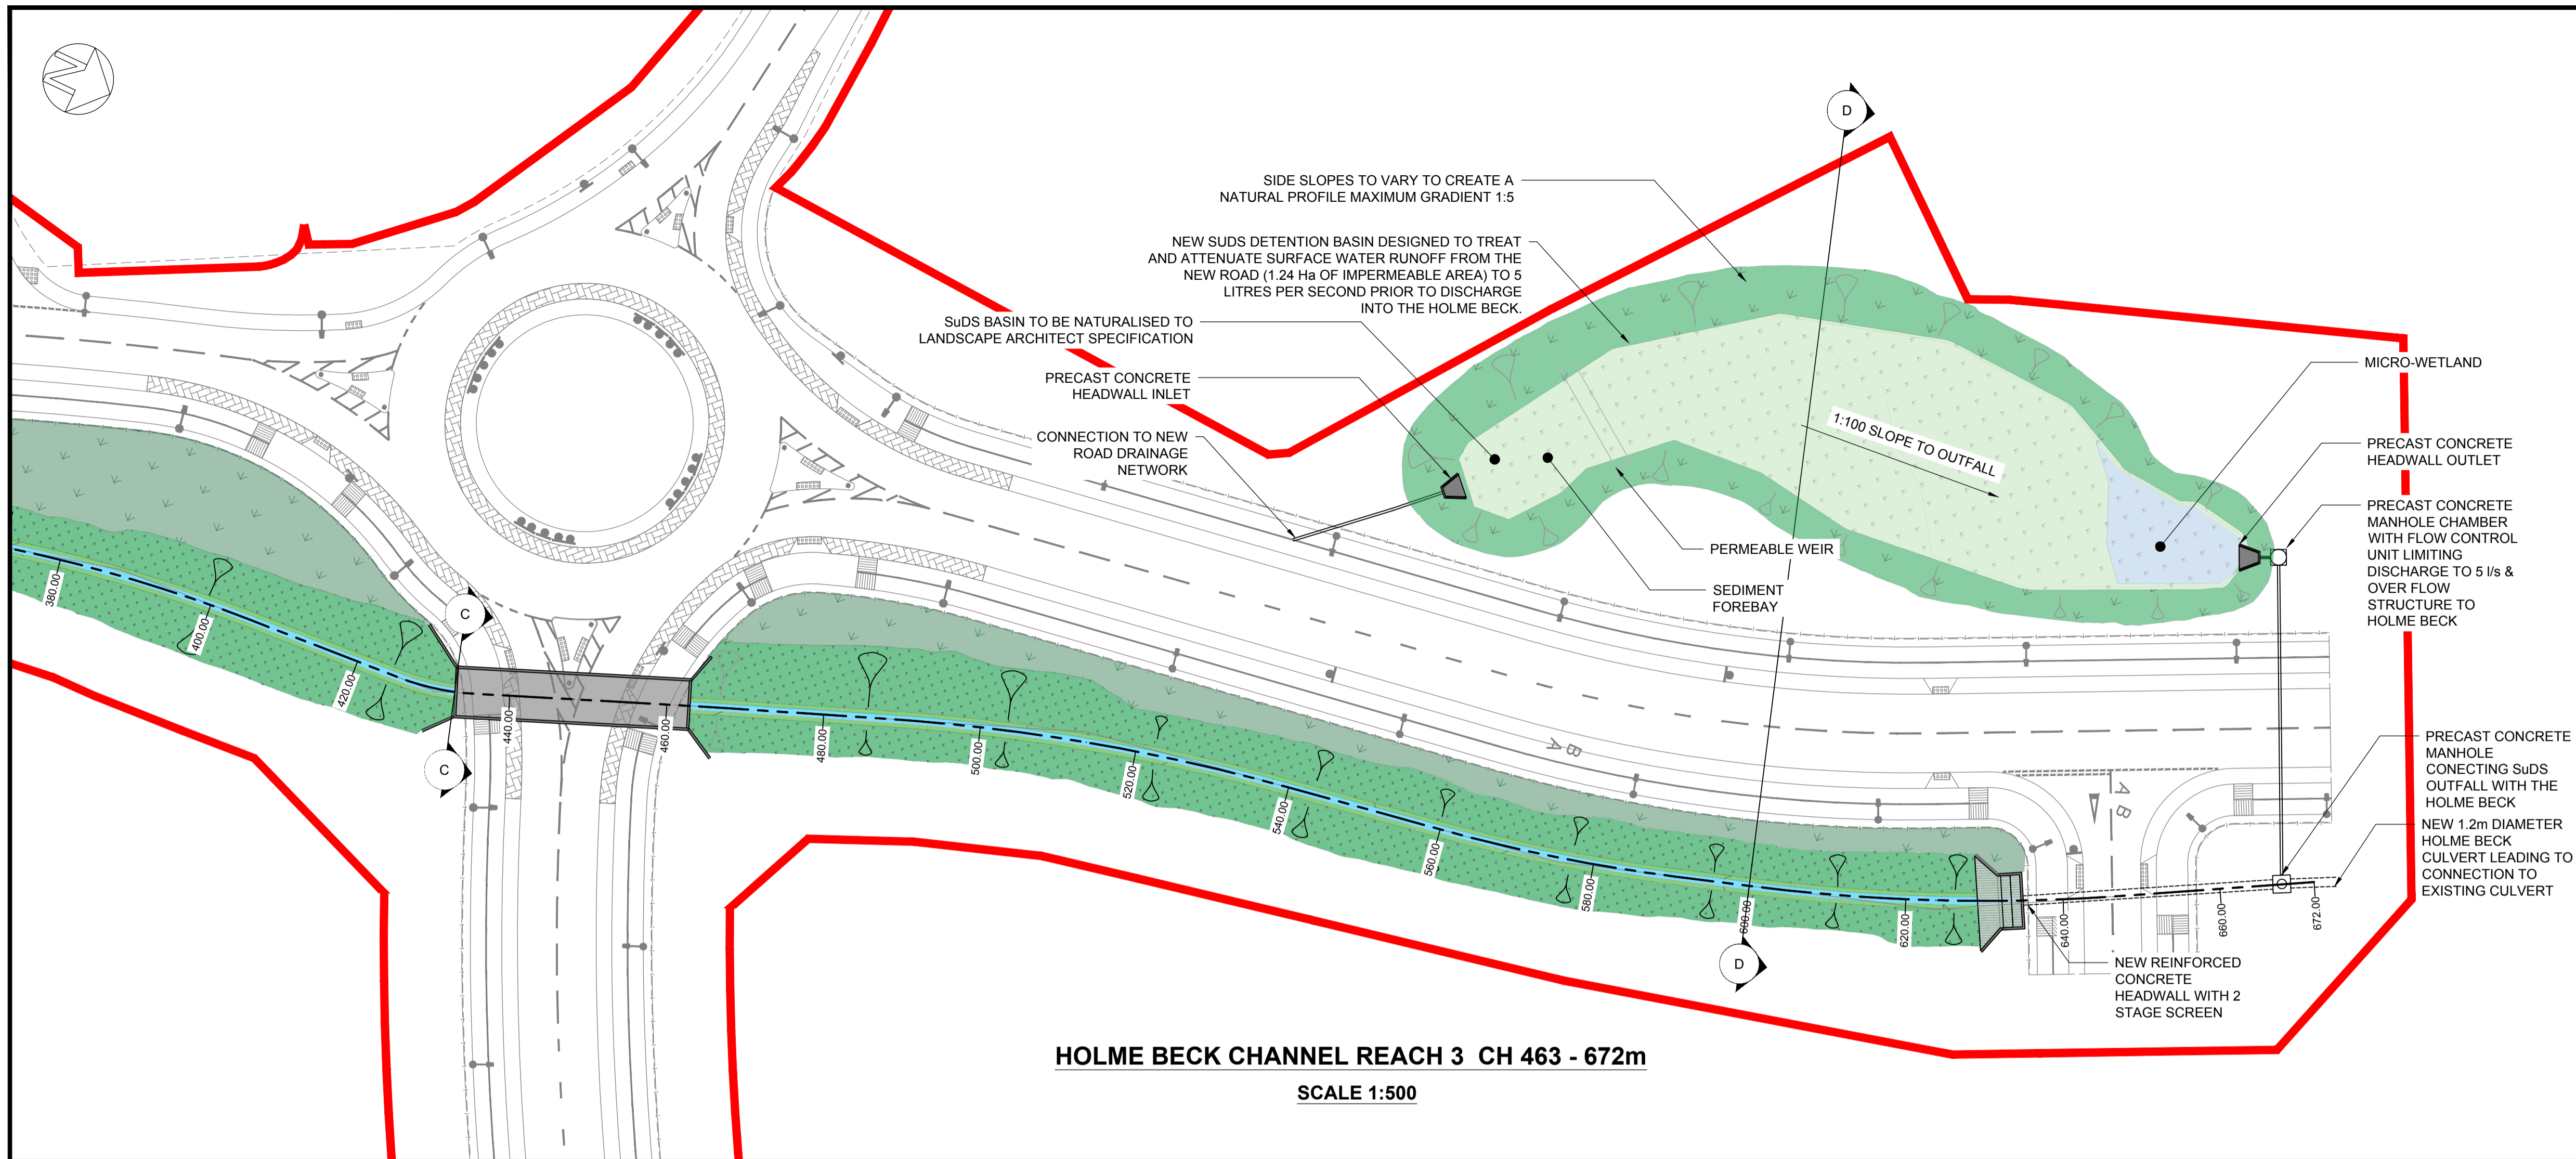 N
D
SIDE SLOPES TO VARY TO CREATE A
NATURAL PROFILE MAXIMUM GRADIENT 1:5
NEW SUDS DETENTION BASIN DESIGNED TO TREAT
AND ATTENUATE SURFACE WATER RUNOFF FROM THE
NEW ROAD (1.24 Ha OF IMPERMEABLE AREA) TO 5
LITRES PER SECOND PRIOR TO DISCHARGE
INTO THE HOLME BECK.
SuDS BASIN TO BE NATURALISED TO
LANDSCAPE ARCHITECT SPECIFICATION
PRECAST CONCRETE
HEADWALL INLET
CONNECTION TO NEW
ROAD DRAINAGE
NETWORK
1:100 SLOPE TO OUTFALL
MICRO-WETLAND
PRECAST CONCRETE
HEADWALL OUTLET
PRECAST CONCRETE
MANHOLE CHAMBER
WITH FLOW CONTROL
UNIT LIMITING
DISCHARGE TO 5 l/s &
OVER FLOW
STRUCTURE TO
HOLME BECK
PERMEABLE WEIR
SEDIMENT
FOREBAY
PRECAST CONCRETE
MANHOLE
CONECTING SuDS
OUTFALL WITH THE
HOLME BECK
NEW 1.2m DIAMETER
HOLME BECK
CULVERT LEADING TO
CONNECTION TO
EXISTING CULVERT
C
C
380.00
400.00
420.00
440.00
460.00
480.00
500.00
520.00
540.00
560.00
580.00
600.00
620.00
640.00
660.00
672.00
A B
A B
D
NEW REINFORCED
CONCRETE
HEADWALL WITH 2
STAGE SCREEN
HOLME BECK CHANNEL REACH 3 CH 463 - 672m
SCALE 1:500